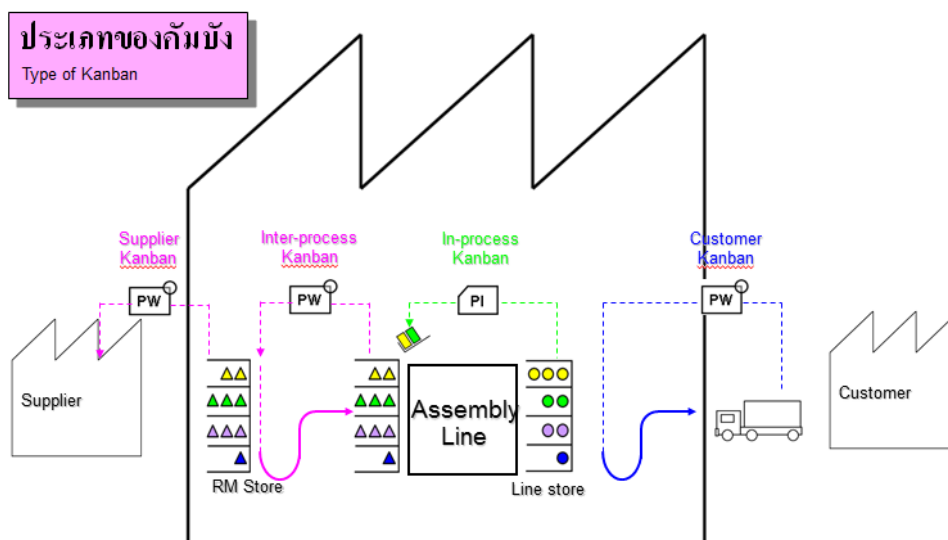 ประเภทของคัมบัง
Type of Kanban
Supplier
Kanban
Inter-process
Kanban
In-process
Kanban
Customer
Kanban
PW
PW
PI
PW
Supplier
Assembly
Line
Customer
RM Store
Line store